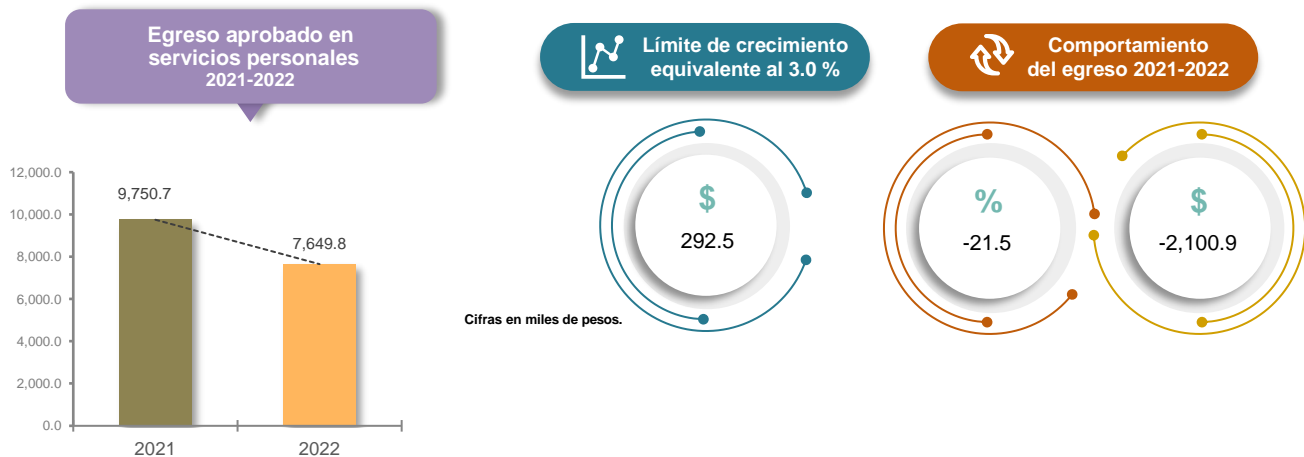 Egreso aprobado en
servicios personales
2021-2022
Límite de crecimiento
equivalente al 3.0 %
Comportamiento
del egreso 2021-2022
12,000.0
10,000.0
8,000.0
6,000.0
4,000.0
2,000.0
0.0
9,750.7
7,649.8
2021
2022
$
292.5
%
-21.5
$
-2,100.9
Cifras en miles de pesos.